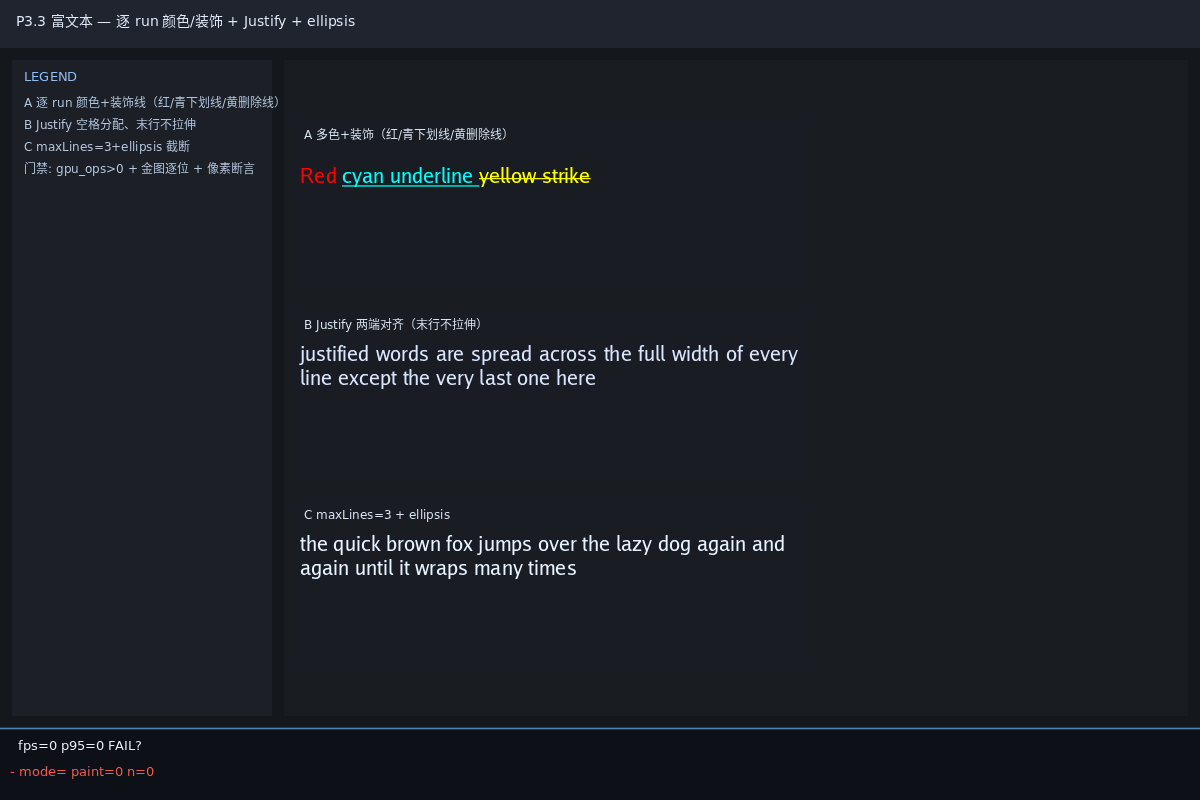 P3.3 富文本 — 逐 run 颜色/装饰 + Justify + ellipsis
LEGEND
A 逐 run 颜色+装饰线（红/青下划线/黄删除线）
B Justify 空格分配、末行不拉伸
C maxLines=3+ellipsis 截断
门禁: gpu_ops>0 + 金图逐位 + 像素断言
A 多色+装饰（红/青下划线/黄删除线）
Red cyan underline yellow strike
B Justify 两端对齐（末行不拉伸）
justified words are spread across the full width of every
line except the very last one here
C maxLines=3 + ellipsis
the quick brown fox jumps over the lazy dog again and
again until it wraps many times
fps=0 p95=0 FAIL?
- mode= paint=0 n=0